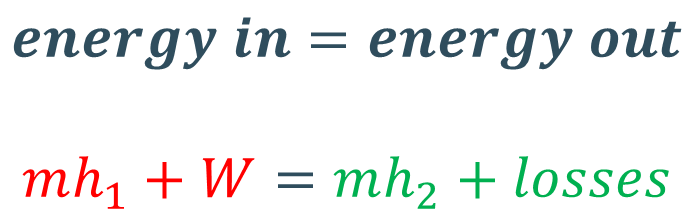 energy in = energy out
mh₁ + W = mh₂ + losses